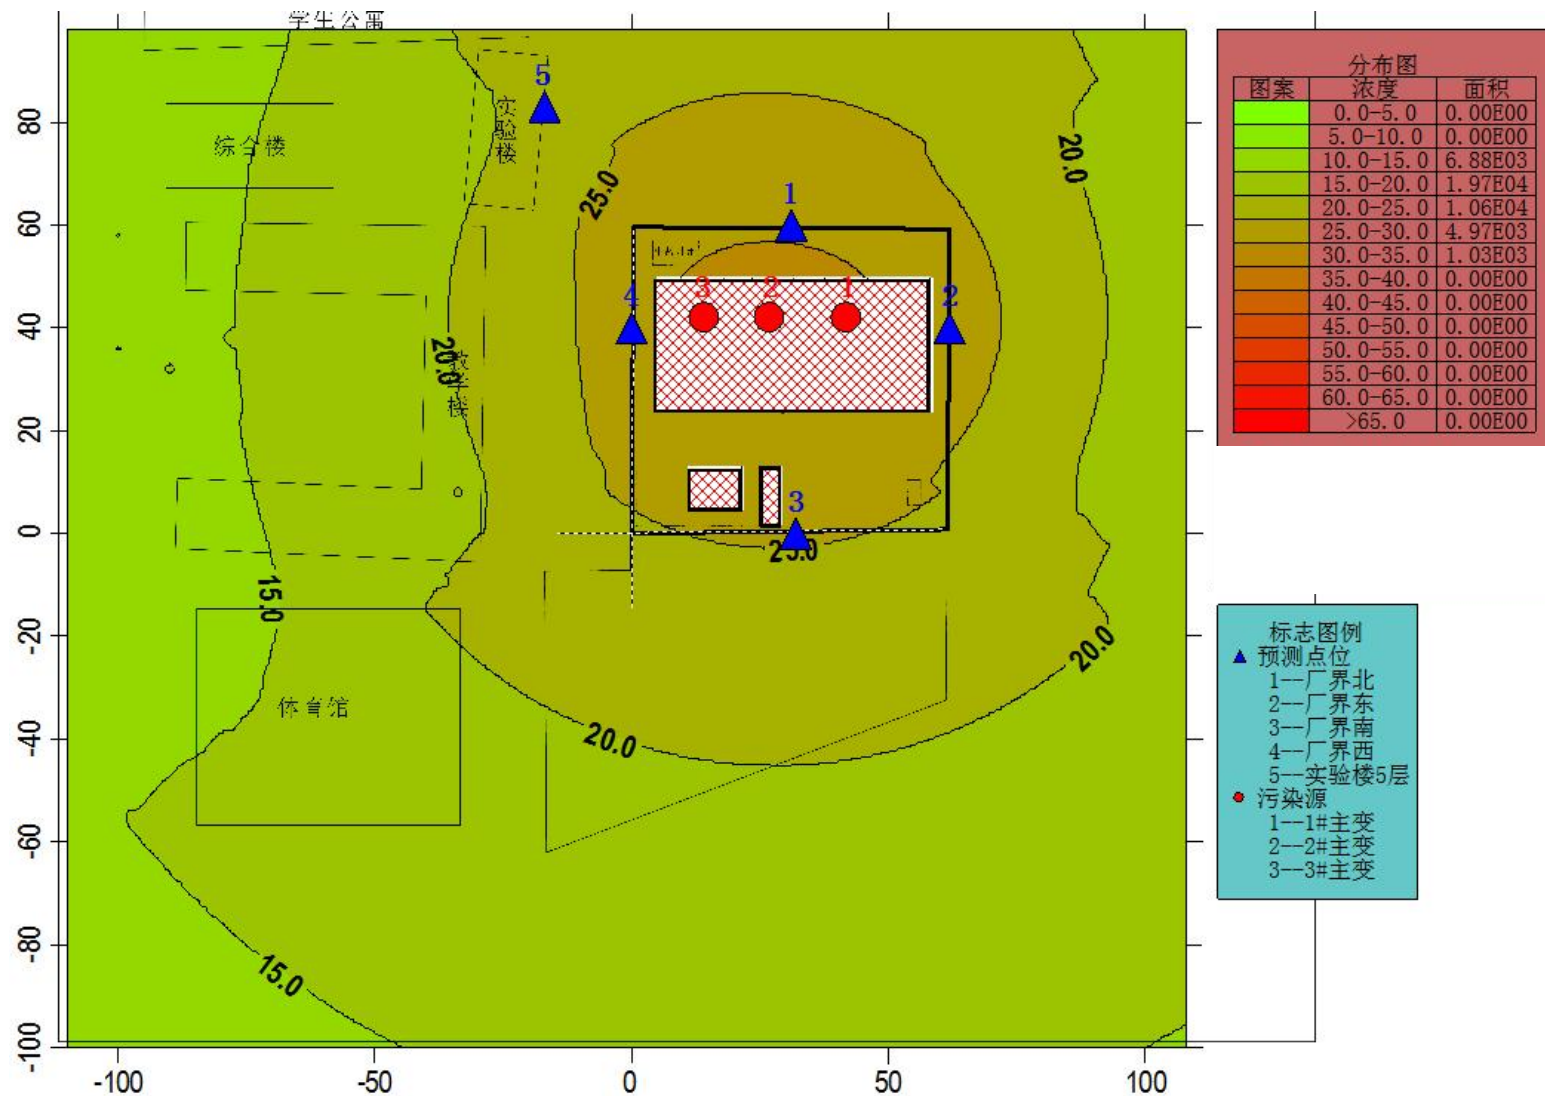 学生公寓
5
实验楼
综合楼
80
60
40
20
0
-20
-40
-60
-80
-100
-100
-50
0
50
100
25.0
20.0
1
3
2
1
4
2
20.0
教学楼
3
25.0
15.0
20.0
体育馆
20.0
15.0
分布图
图案 浓度 面积
0.0-5.0 0.00E00
5.0-10.0 0.00E00
10.0-15.0 6.88E03
15.0-20.0 1.97E04
20.0-25.0 1.06E04
25.0-30.0 4.97E03
30.0-35.0 1.03E03
35.0-40.0 0.00E00
40.0-45.0 0.00E00
45.0-50.0 0.00E00
50.0-55.0 0.00E00
55.0-60.0 0.00E00
60.0-65.0 0.00E00
>65.0 0.00E00
标志图例
预测点位
1--厂界北
2--厂界东
3--厂界南
4--厂界西
5--实验楼5层
污染源
1--1#主变
2--2#主变
3--3#主变